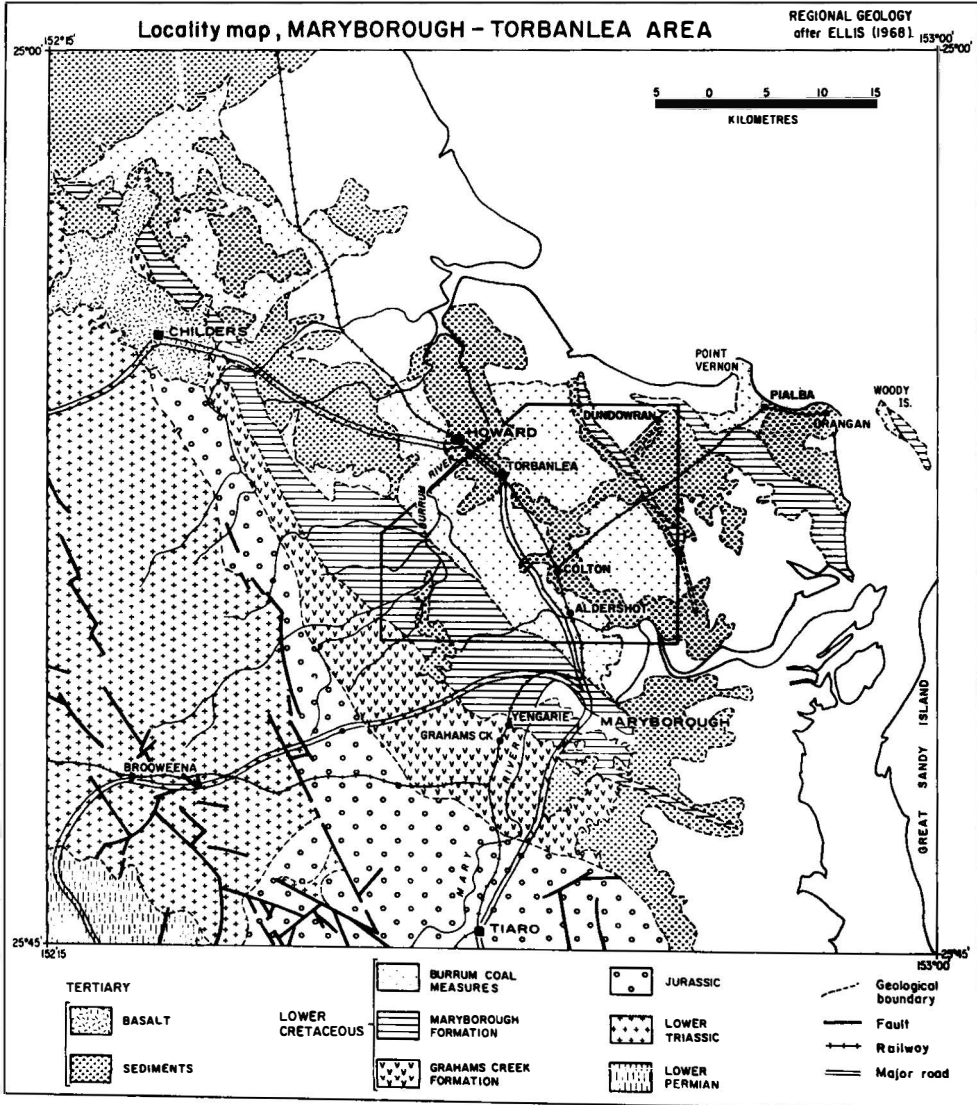 Locality map, MARYBOROUGH – TORBANLEA AREA
REGIONAL GEOLOGY
after ELLIS (1968).
152°15'
25°00'
153°00'
25°00'
5 0 5 10 15
KILOMETRES
CHILDERS
POINT
VERNON
PIALBA
WOODY
IS.
DUNDOWRAN
URANGAN
HOWARD
RIVER
TORBANLEA
BURRUM
COLTON
ALDERSHOT
YENGARIE
MARYBOROUGH
GRAHAMS CK
RIVER
BROOWEENA
MARY
GREAT SANDY ISLAND
TIARO
25°45'
152°15
25°45'
153°00
TERTIARY
BASALT
SEDIMENTS
LOWER
CRETACEOUS
BURRUM COAL
MEASURES
MARYBOROUGH
FORMATION
GRAHAMS CREEK
FORMATION
JURASSIC
LOWER
TRIASSIC
LOWER
PERMIAN
Geological
boundary
Fault
Railway
Major road